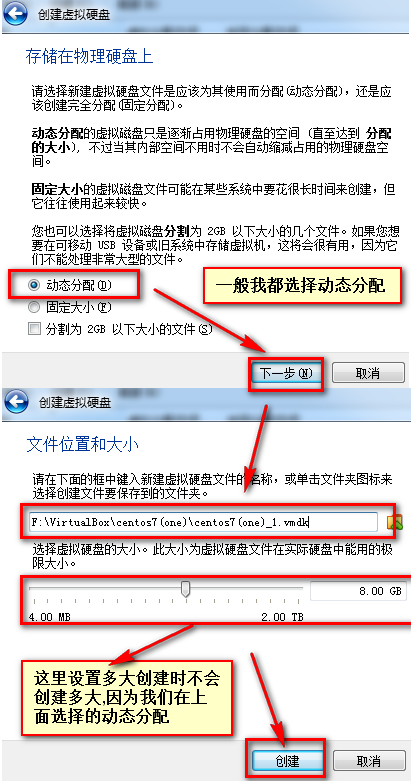 创建虚拟硬盘
存储在物理硬盘上
请选择新建虚拟硬盘文件是应该为其使用而分配(动态分配)，还是应
该创建完全分配(固定分配)。
动态分配的虚拟磁盘只是逐渐占用物理硬盘的空间 (直至达到 分配
的大小)，不过当其内部空间不用时不会自动缩减占用的物理硬盘空
间。
固定大小的虚拟磁盘文件可能在某些系统中要花很长时间来创建，但
它往往使用起来较快。
您也可以选择将虚拟磁盘分割为 2GB 以下大小的几个文件。如果您想
要在可移动 USB 设备或旧系统中存储虚拟机，这将会很有用，因为它
们不能处理非常大型的文件。
动态分配(D)
一般我都选择动态分配
固定大小(F)
分割为 2GB 以下大小的文件(S)
下一步(N)
取消
创建虚拟硬盘
文件位置和大小
请在下面的框中键入新建虚拟硬盘文件的名称，或单击文件夹图标来
选择创建文件要保存到的文件夹。
F:\VirtualBox\centos7(one)\centos7(one)_1.vmdk
选择虚拟硬盘的大小。此大小为虚拟硬盘文件在实际硬盘中能用的极
限大小。
8.00 GB
4.00 MB
2.00 TB
这里设置多大创建时不会
创建多大,因为我们在上
面选择的动态分配
创建
取消